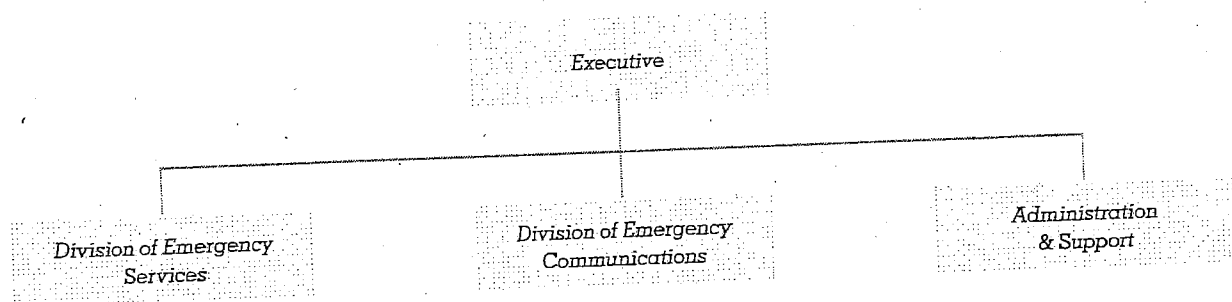 Executive
Division of Emergency
Services
Division of Emergency
Communications
Administration
& Support